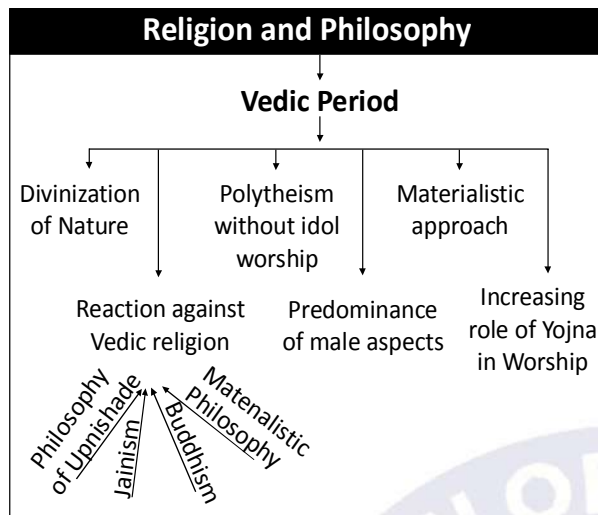 Religion and Philosophy
Vedic Period
Divinization
of Nature
Polytheism
without idol
worship
Materialistic
approach
Reaction against
Vedic religion
Predominance
of male aspects
Increasing
role of Yojna
in Worship
Philosophy
of Upnishade
Jainism
Buddhism
Matenalistic
Philosophy